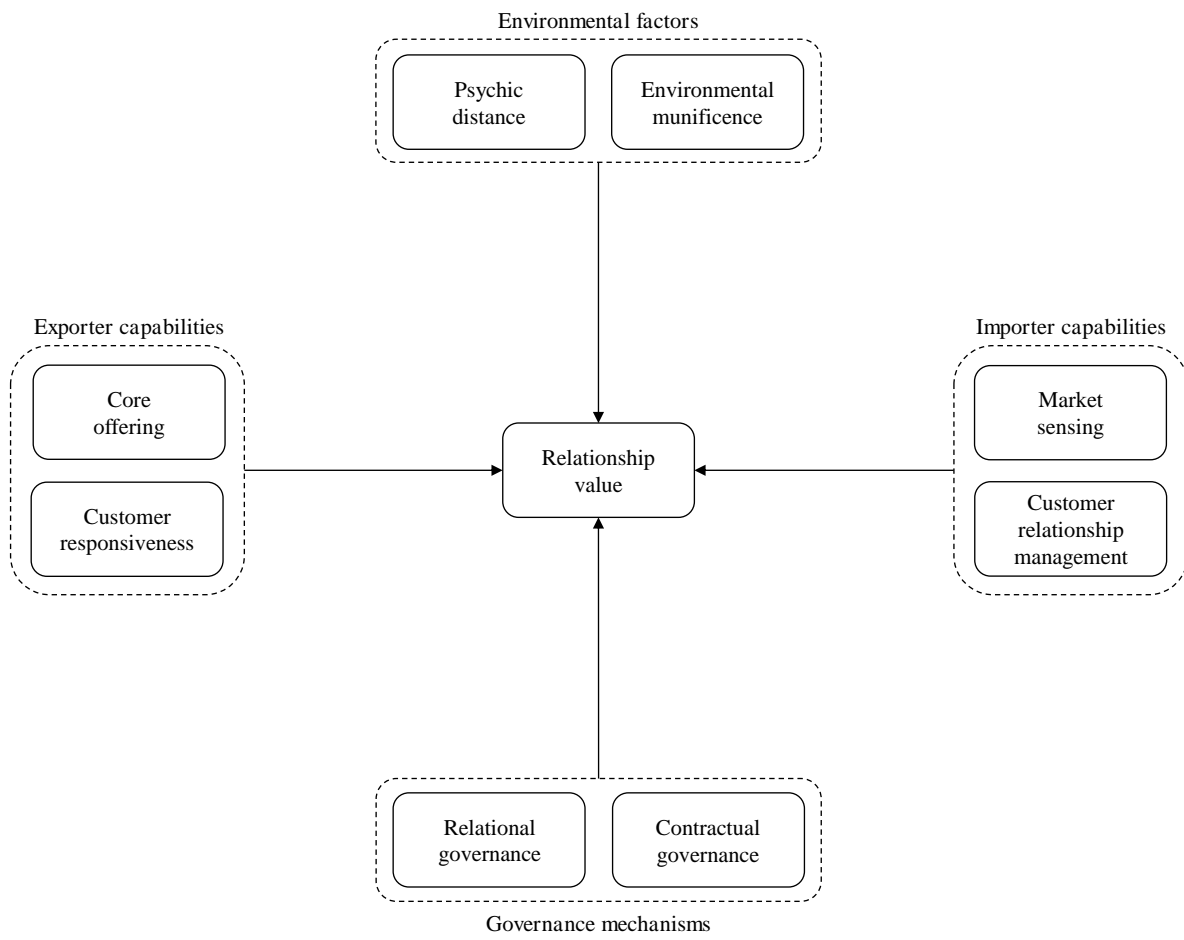 Environmental factors
Psychic
distance
Environmental
munificence
Exporter capabilities
Core
offering
Customer
responsiveness
Relationship
value
Importer capabilities
Market
sensing
Customer
relationship
management
Relational
governance
Contractual
governance
Governance mechanisms